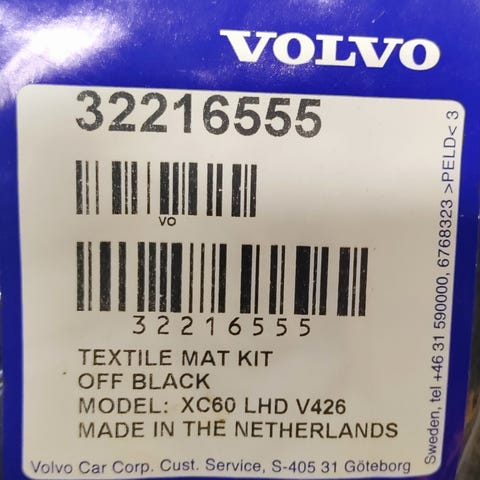 VOLVO
32216555
VO
32216555
TEXTILE MAT KIT
OFF BLACK
MODEL: XC60 LHD V426
MADE IN THE NETHERLANDS
Volvo Car Corp. Cust. Service, S-405 31 Göteborg
Sweden, tel +46 31 590000, 6768323 >PELD< 3